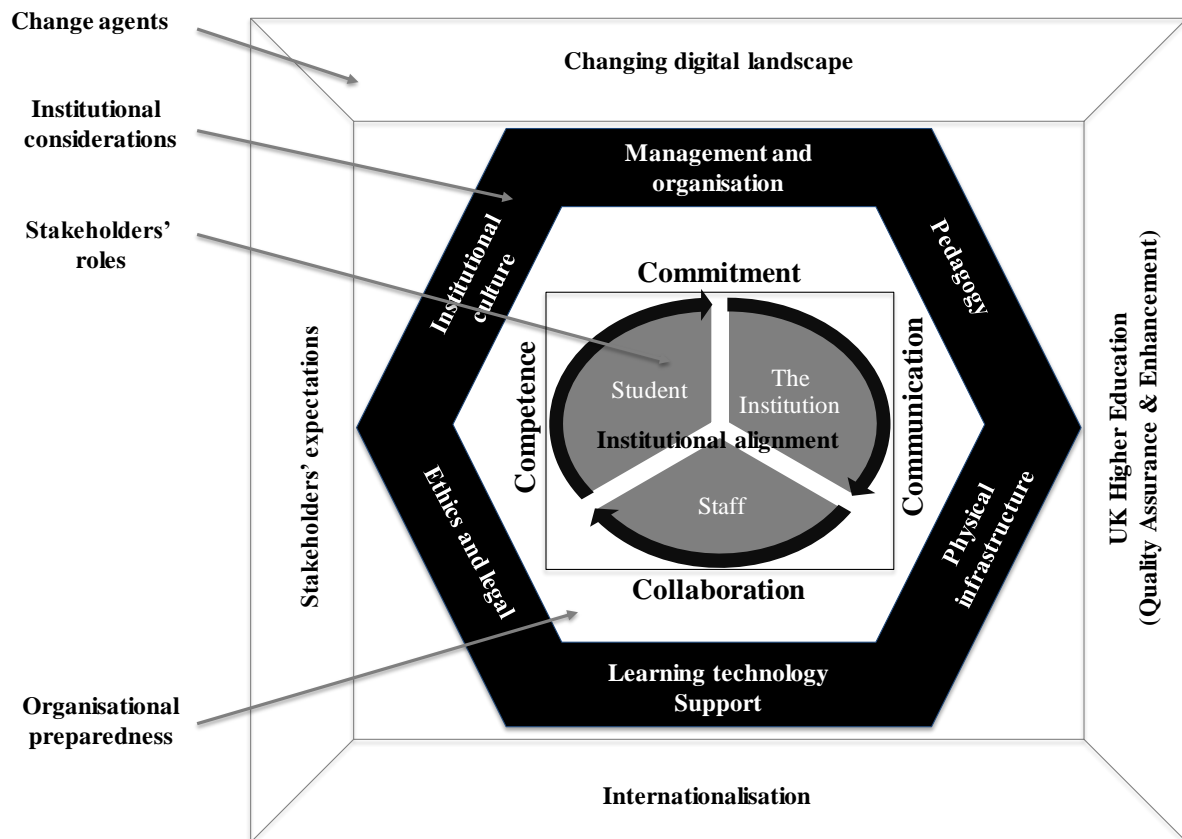 Change agents
Changing digital landscape
Institutional
considerations
Management and
organisation
Stakeholders’
roles
Institutional
culture
Pedagogy
Commitment
Competence
Communication
Student
The
Institution
Institutional alignment
Staff
Stakeholders’ expectations
UK Higher Education
(Quality Assurance & Enhancement)
Ethics and legal
Physical
infrastructure
Collaboration
Learning technology
Support
Organisational
preparedness
Internationalisation